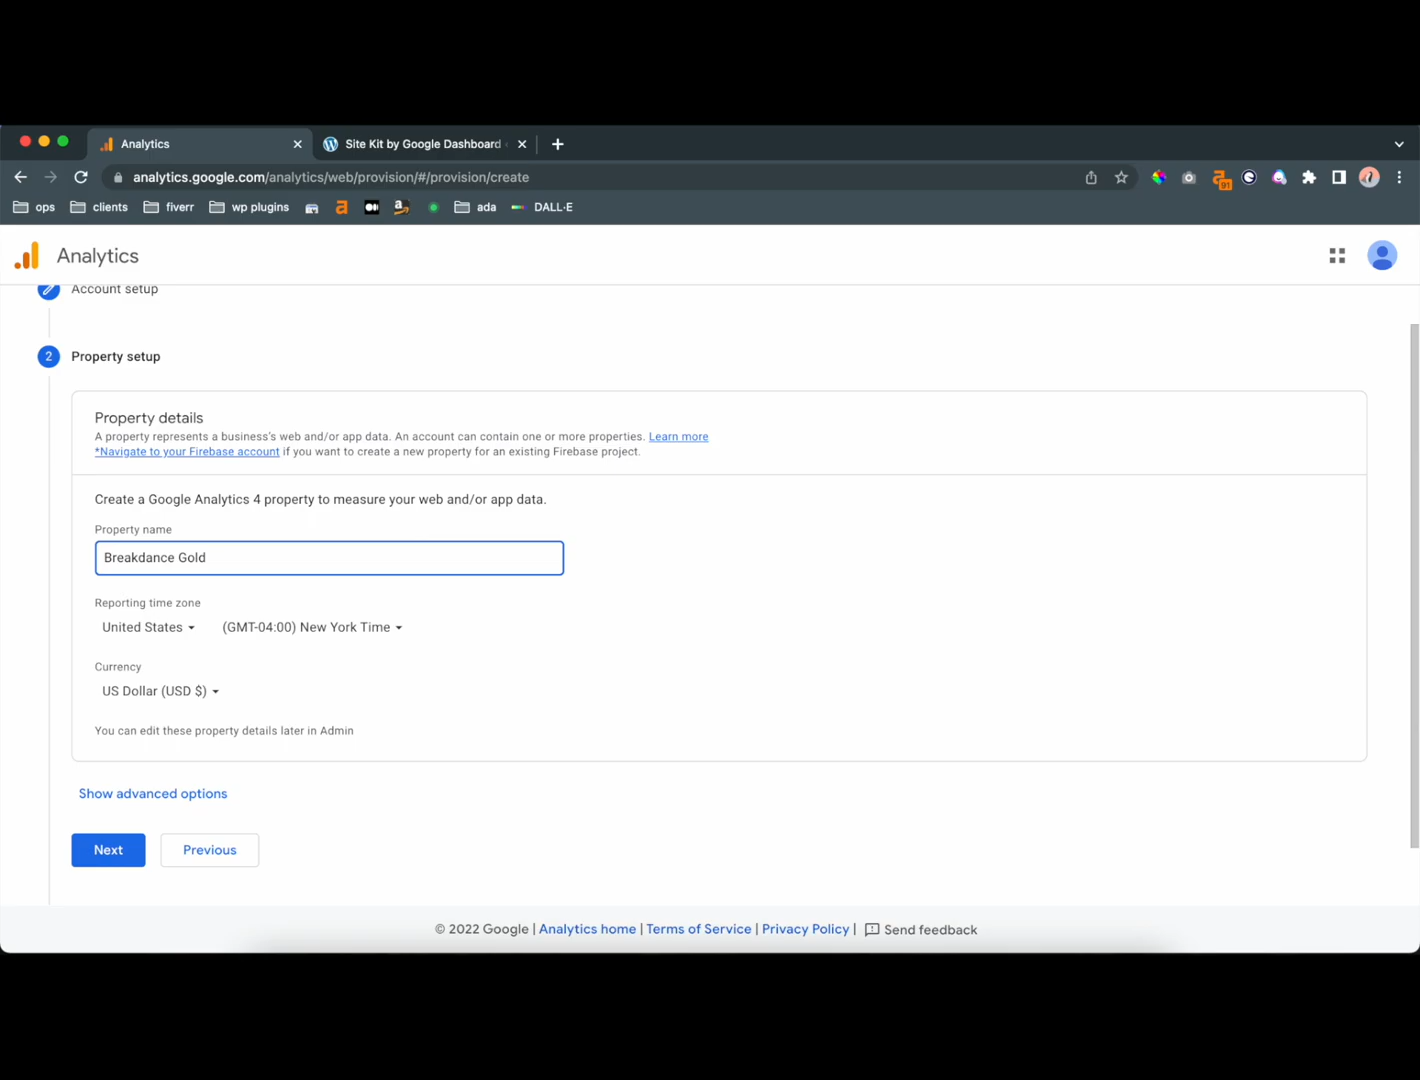 Analytics
Site Kit by Google Dashboard
analytics.google.com/analytics/web/provision/#/provision/create
91
ops
clients
fiverr
wp plugins
ada
DALL·E
Analytics
Account setup
2
Property setup
Property details
A property represents a business's web and/or app data. An account can contain one or more properties. Learn more
*Navigate to your Firebase account if you want to create a new property for an existing Firebase project.
Create a Google Analytics 4 property to measure your web and/or app data.
Property name
Breakdance Gold
Reporting time zone
United States
(GMT-04:00) New York Time
Currency
US Dollar (USD $)
You can edit these property details later in Admin
Show advanced options
Next
Previous
© 2022 Google | Analytics home | Terms of Service | Privacy Policy | Send feedback